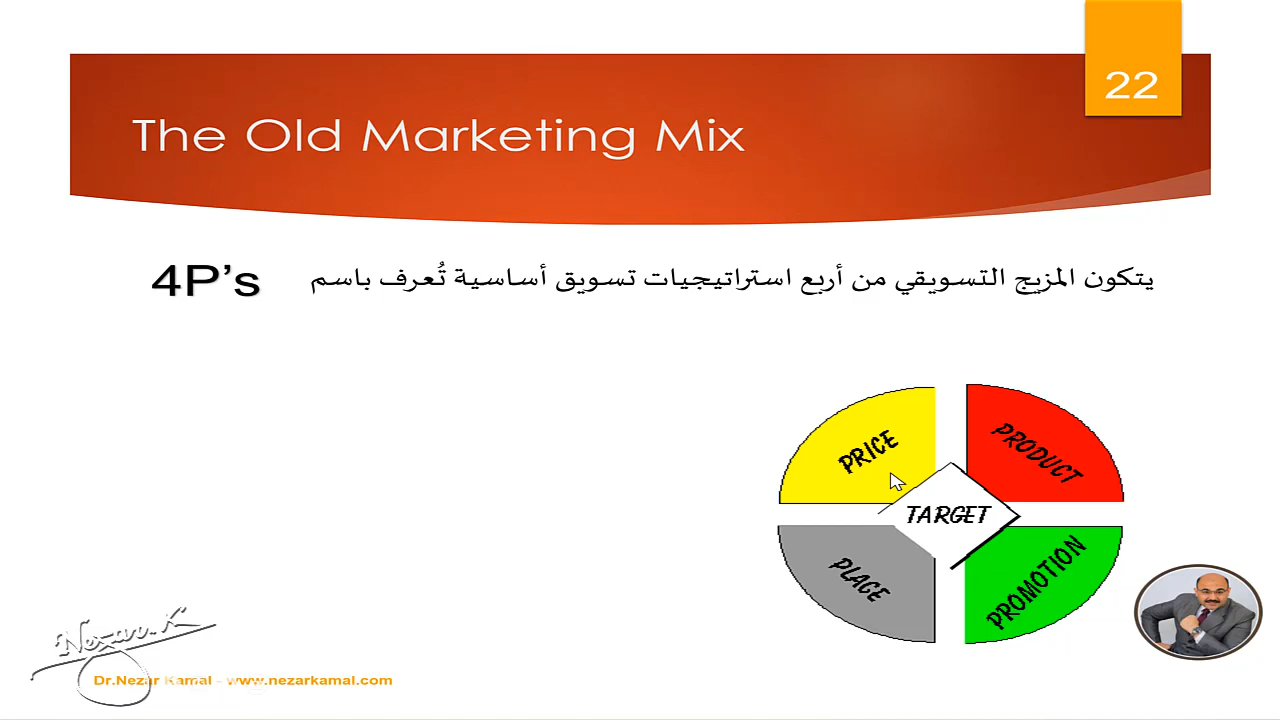 22
The Old Marketing Mix
يتكون المزيج التسويقي من أربع استراتيجيات تسويق أساسية تُعرف باسم 4P's
PRICE
PRODUCT
TARGET
PLACE
PROMOTION
Nezar.K
Dr.Nezar Kamal - www.nezarkamal.com